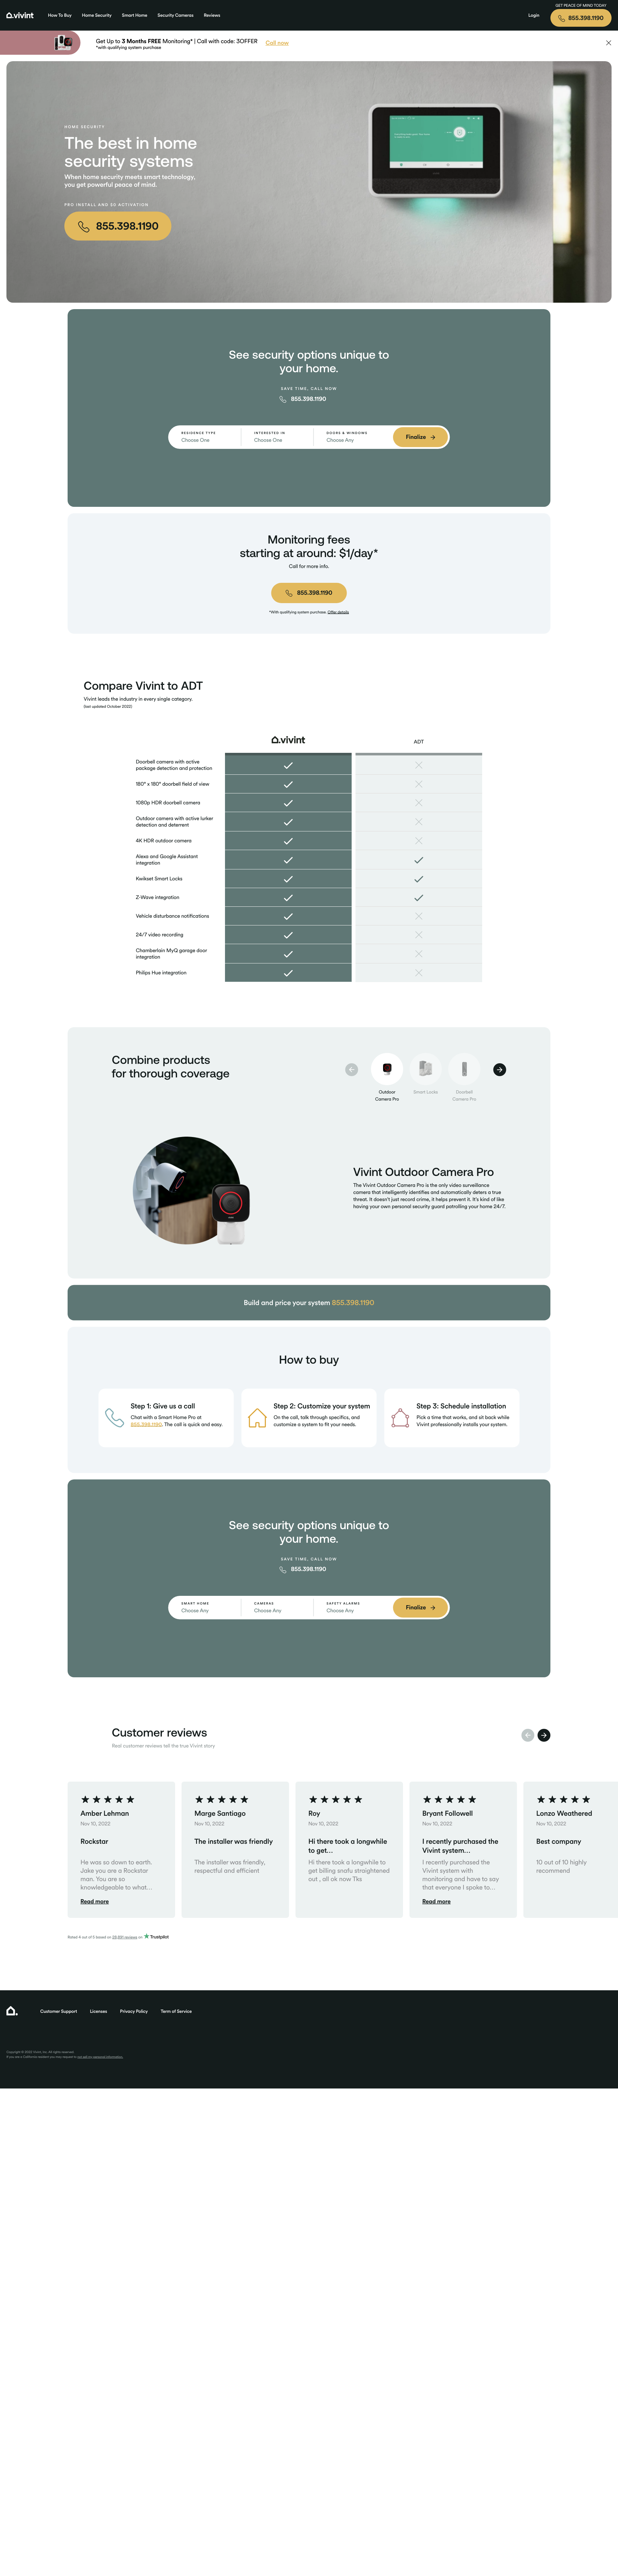 vivint
How To Buy
Home Security
Smart Home
Security Cameras
Reviews
Login
GET PEACE OF MIND TODAY
855.398.1190
Get Up to 3 Months FREE Monitoring* | Call with code: 3OFFER
*with qualifying system purchase
Call now
HOME SECURITY
The best in home
security systems
When home security meets smart technology,
you get powerful peace of mind.
PRO INSTALL AND $0 ACTIVATION
855.398.1190
See security options unique to
your home.
SAVE TIME, CALL NOW
855.398.1190
RESIDENCE TYPE
Choose One
INTERESTED IN
Choose One
DOORS & WINDOWS
Choose Any
Finalize
Monitoring fees
starting at around: $1/day*
Call for more info.
855.398.1190
*With qualifying system purchase. Offer details
Compare Vivint to ADT
Vivint leads the industry in every single category.
(last updated October 2022)
vivint
ADT
Doorbell camera with active
package detection and protection
180° x 180° doorbell field of view
1080p HDR doorbell camera
Outdoor camera with active lurker
detection and deterrent
4K HDR outdoor camera
Alexa and Google Assistant
integration
Kwikset Smart Locks
Z-Wave integration
Vehicle disturbance notifications
24/7 video recording
Chamberlain MyQ garage door
integration
Philips Hue integration
Combine products
for thorough coverage
Outdoor
Camera Pro
Smart Locks
Doorbell
Camera Pro
Vivint Outdoor Camera Pro
The Vivint Outdoor Camera Pro is the only video surveillance
camera that intelligently identifies and automatically deters a true
threat. It doesn't just record crime, it helps prevent it. It's kind of like
having your own personal security guard patrolling your home 24/7.
Build and price your system 855.398.1190
How to buy
Step 1: Give us a call
Chat with a Smart Home Pro at
855.398.1190. The call is quick and easy.
Step 2: Customize your system
On the call, talk through specifics, and
customize a system to fit your needs.
Step 3: Schedule installation
Pick a time that works, and sit back while
Vivint professionally installs your system.
See security options unique to
your home.
SAVE TIME, CALL NOW
855.398.1190
SMART HOME
Choose Any
CAMERAS
Choose Any
SAFETY ALARMS
Choose Any
Finalize
Customer reviews
Real customer reviews tell the true Vivint story
Amber Lehman
Nov 10, 2022
Rockstar
He was so down to earth.
Jake you are a Rockstar
man. You are so
knowledgeable to what...
Read more
Marge Santiago
Nov 10, 2022
The installer was friendly
The installer was friendly,
respectful and efficient
Roy
Nov 10, 2022
Hi there took a longwhile
to get...
Hi there took a longwhile to
get billing snafu straightened
out , all ok now Tks
Bryant Followell
Nov 10, 2022
I recently purchased the
Vivint system...
I recently purchased the
Vivint system with
monitoring and have to say
that everyone I spoke to...
Read more
Lonzo Weathered
Nov 10, 2022
Best company
10 out of 10 highly
recommend
Trustpilot
Customer Support
Licenses
Privacy Policy
Term of Service
Copyright © 2022 Vivint, Inc. All rights reserved.